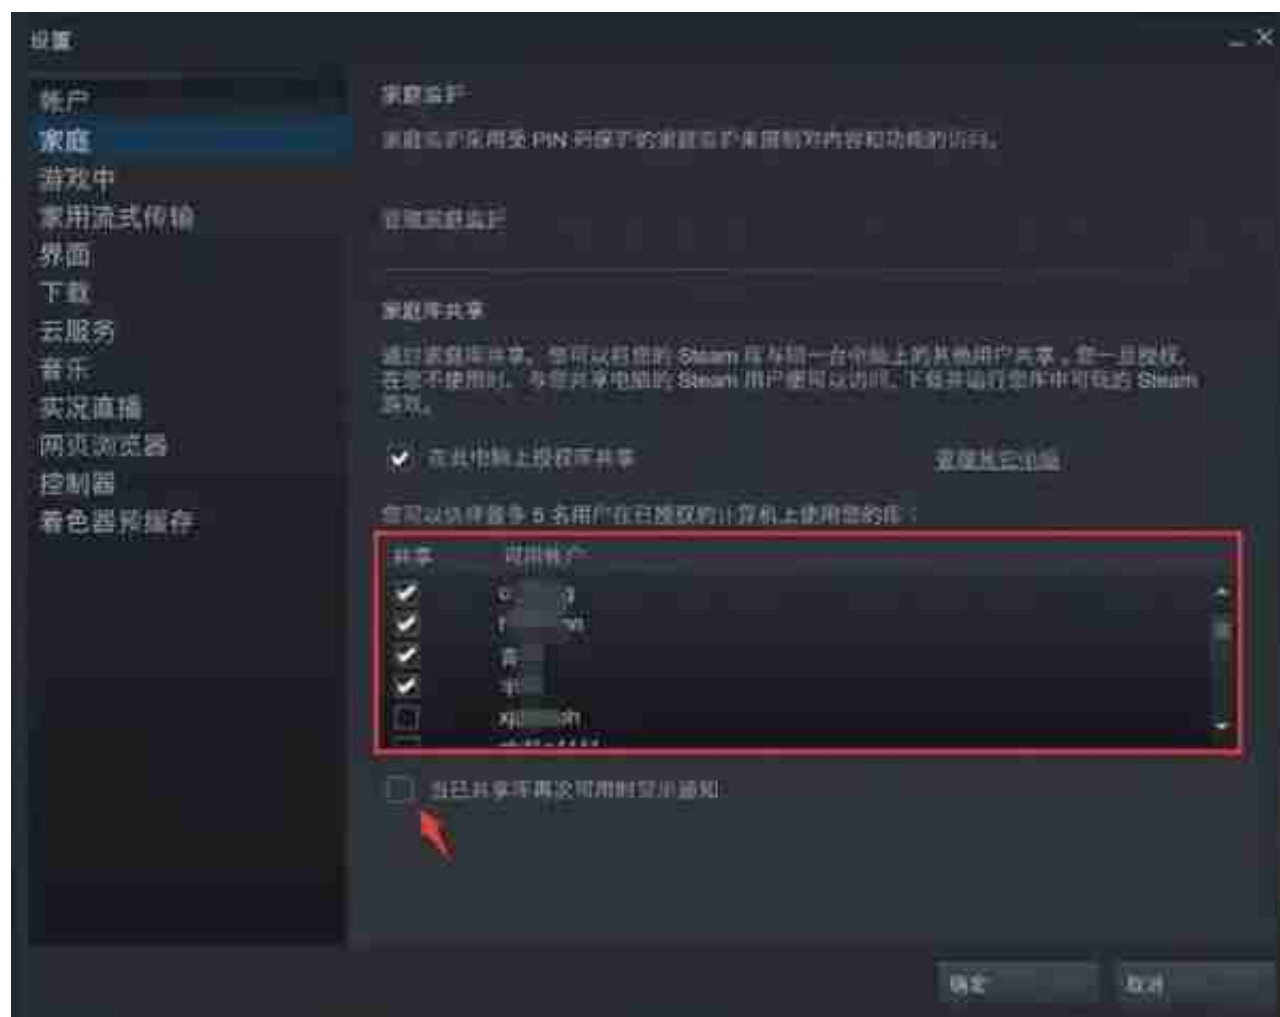 设置
帐户
家庭
游戏中
家用流式传输
界面
下载
云服务
音乐
实况直播
网页浏览器
控制器
着色器预缓存
家庭监护
家庭监护采用受 PIN 码保护的家庭监护来限制对内容和功能的访问。
管理家庭监护
家庭库共享
通过家庭库共享，您可以将您的 Steam 库与同一台电脑上的其他用户共享。您一旦授权，
在您不使用时，与您共享电脑的 Steam 用户便可以访问、下载并运行您库中可玩的 Steam
游戏。
在此电脑上授权库共享
管理其它电脑
您可以选择最多 5 名用户在已授权的计算机上使用您的库：
共享 可用帐户
当已共享库再次可用时显示通知
确定 取消